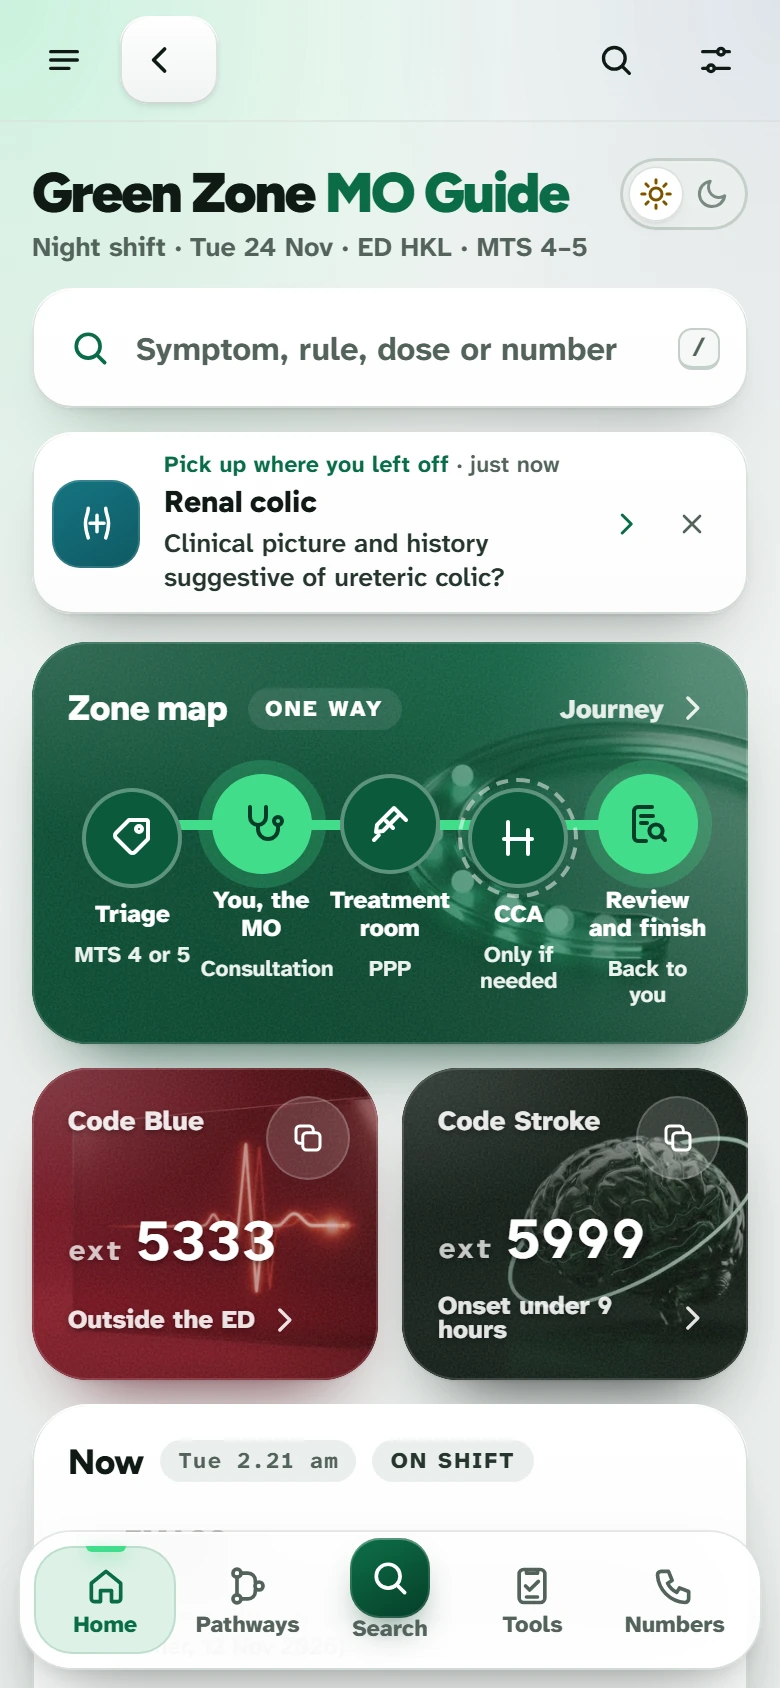 Green Zone MO Guide
Night shift · Tue 24 Nov · ED HKL · MTS 4–5
Symptom, rule, dose or number /
Pick up where you left off · just now
Renal colic
Clinical picture and history
suggestive of ureteric colic?
Zone map ONE WAY Journey
Triage
MTS 4 or 5
You, the
MO
Consultation
Treatment
room
PPP
CCA
Only if
needed
Review
and finish
Back to
you
Code Blue
ext 5333
Outside the ED
Code Stroke
ext 5999
Onset under 9
hours
Now Tue 2.21 am ON SHIFT
Home Pathways Search Tools Numbers